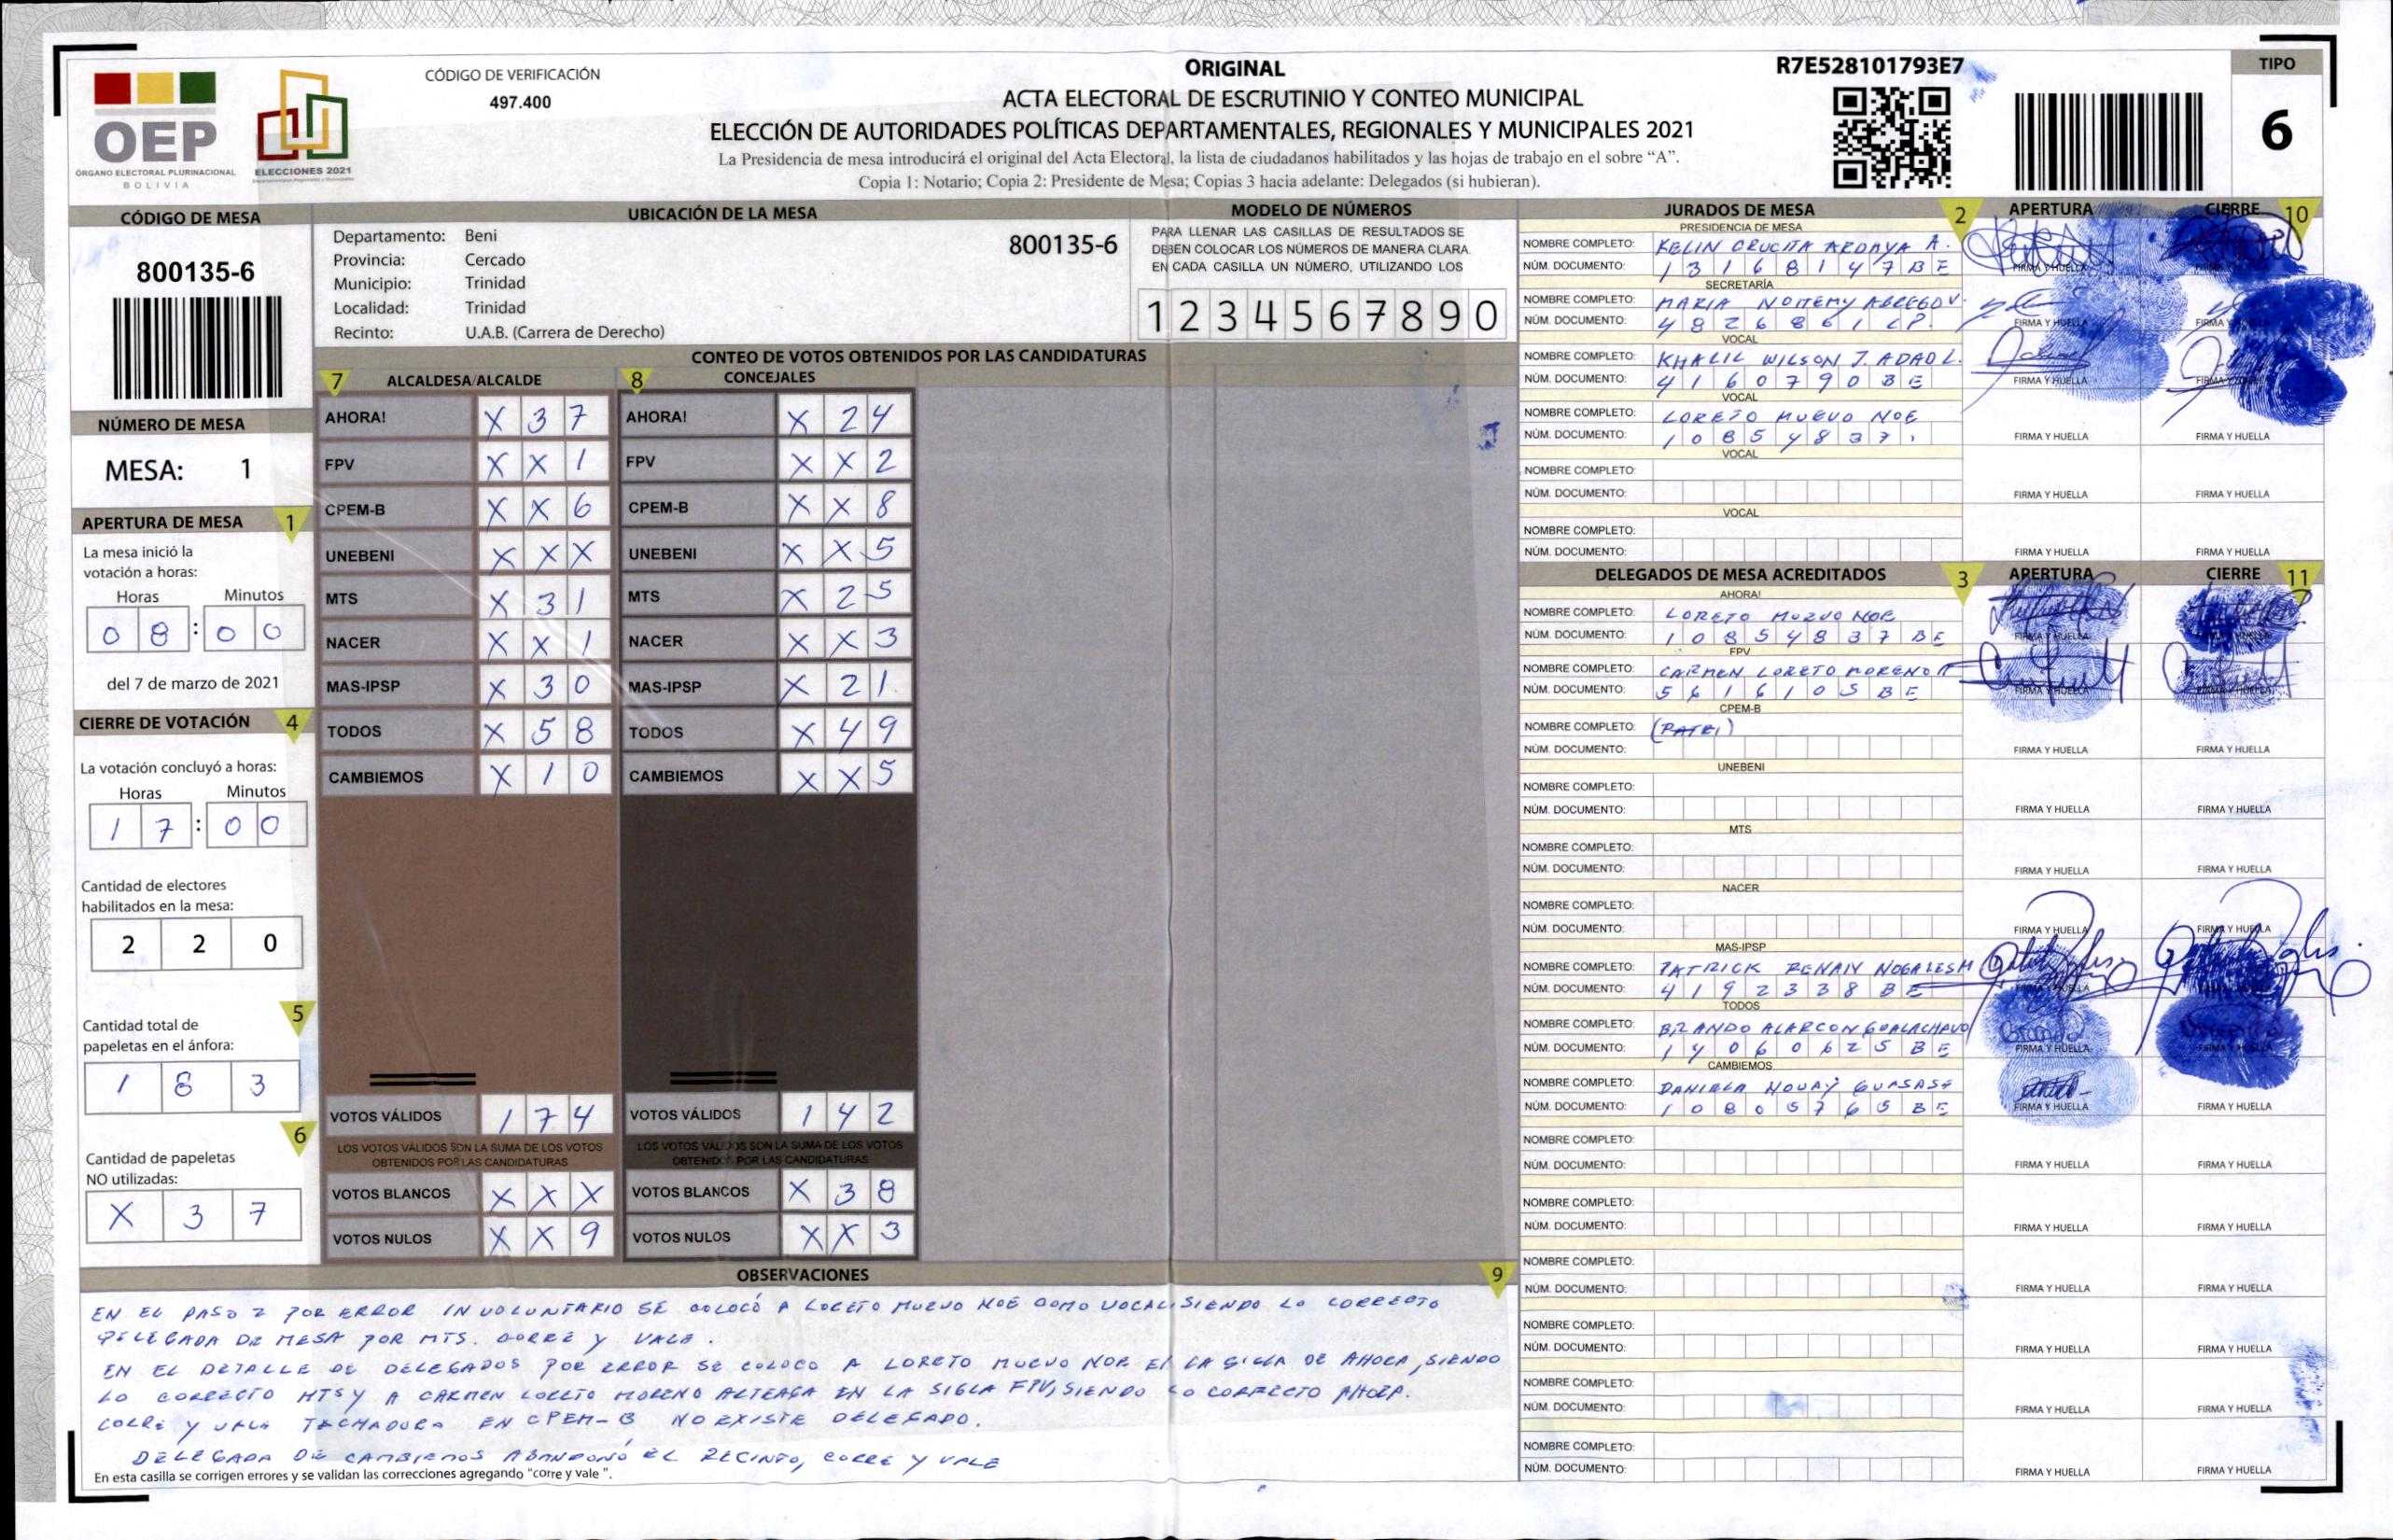 OEP
ÓRGANO ELECTORAL PLURINACIONAL
BOLIVIA
ELECCIONES 2021
CÓDIGO DE VERIFICACIÓN
497.400
ORIGINAL
ACTA ELECTORAL DE ESCRUTINIO Y CONTEO MUNICIPAL
ELECCIÓN DE AUTORIDADES POLÍTICAS DEPARTAMENTALES, REGIONALES Y MUNICIPALES 2021
La Presidencia de mesa introducirá el original del Acta Electoral, la lista de ciudadanos habilitados y las hojas de trabajo en el sobre “A”.
Copia 1: Notario; Copia 2: Presidente de Mesa; Copias 3 hacia adelante: Delegados (si hubieran).
R7E528101793E7
TIPO
6
CÓDIGO DE MESA
800135-6
NÚMERO DE MESA
MESA: 1
APERTURA DE MESA 1
La mesa inició la
votación a horas:
Horas Minutos
0 8 : 0 0
del 7 de marzo de 2021
CIERRE DE VOTACIÓN 4
La votación concluyó a horas:
Horas Minutos
1 7 : 0 0
Cantidad de electores
habilitados en la mesa:
2 2 0
5
Cantidad total de
papeletas en el ánfora:
1 8 3
6
Cantidad de papeletas
NO utilizadas:
X 3 7
UBICACIÓN DE LA MESA
Departamento: Beni
800135-6
Provincia: Cercado
Municipio: Trinidad
Localidad: Trinidad
Recinto: U.A.B. (Carrera de Derecho)
MODELO DE NÚMEROS
PARA LLENAR LAS CASILLAS DE RESULTADOS SE
DEBEN COLOCAR LOS NÚMEROS DE MANERA CLARA.
EN CADA CASILLA UN NÚMERO, UTILIZANDO LOS
1 2 3 4 5 6 7 8 9 0
CONTEO DE VOTOS OBTENIDOS POR LAS CANDIDATURAS
7 ALCALDESA/ALCALDE
AHORA! X 3 7
FPV X X 1
CPEM-B X X 6
UNEBENI X X X
MTS X 3 1
NACER X X 1
MAS-IPSP X 3 0
TODOS X 5 8
CAMBIEMOS X 1 0
VOTOS VÁLIDOS 1 7 4
LOS VOTOS VÁLIDOS SON LA SUMA DE LOS VOTOS
OBTENIDOS POR LAS CANDIDATURAS
VOTOS BLANCOS X X X
VOTOS NULOS X X 9
8 CONCEJALES
AHORA! X 2 4
FPV X X 2
CPEM-B X X 8
UNEBENI X X 5
MTS X 2 5
NACER X X 3
MAS-IPSP X 2 1
TODOS X 4 9
CAMBIEMOS X X 5
VOTOS VÁLIDOS 1 4 2
LOS VOTOS VÁLIDOS SON LA SUMA DE LOS VOTOS
OBTENIDOS POR LAS CANDIDATURAS
VOTOS BLANCOS X 3 8
VOTOS NULOS X X 3
OBSERVACIONES 9
EN EL PASO 2 POR ERROR INVOLUNTARIO SE COLOCÓ A LORETO MUEVO NOE COMO VOCAL, SIENDO LO CORRECTO
DELEGADA DE MESA POR MTS. CORRE Y VALE.
EN EL DETALLE DE DELEGADOS POR ERROR SE COLOCO A LORETO MUEVO NOE EN LA SIGLA DE AHORA, SIENDO
LO CORRECTO MTS Y A CARMEN LORETO MORENO ALTEAGA EN LA SIGLA FPV, SIENDO LO CORRECTO AHORA.
CORRE Y VALE TACHADURA EN CPEM-B NO EXISTE DELEGADO.
DELEGADA DE CAMBIEMOS ABANDONÓ EL RECINTO, CORRE Y VALE
En esta casilla se corrigen errores y se validan las correcciones agregando “corre y vale ”.
JURADOS DE MESA 2 APERTURA CIERRE 10
PRESIDENCIA DE MESA
NOMBRE COMPLETO: KELIN CRUCITA ARDAYA A.
NÚM. DOCUMENTO: 1 3 1 6 8 1 4 7 B E
FIRMA Y HUELLA
SECRETARÍA
NOMBRE COMPLETO: MARIA NOHEMY ABREGO V.
NÚM. DOCUMENTO: 4 8 2 6 8 6 1 L P.
FIRMA Y HUELLA FIRMA
VOCAL
NOMBRE COMPLETO: KHALIL WILSON J. ADAD L.
NÚM. DOCUMENTO: 4 1 6 0 7 9 0 B E
FIRMA Y HUELLA FIRMA
VOCAL
NOMBRE COMPLETO: LORETO MUEVO NOE
NÚM. DOCUMENTO: 1 0 8 5 4 8 3 7
FIRMA Y HUELLA FIRMA Y HUELLA
VOCAL
NOMBRE COMPLETO:
NÚM. DOCUMENTO:
FIRMA Y HUELLA FIRMA Y HUELLA
VOCAL
NOMBRE COMPLETO:
NÚM. DOCUMENTO:
FIRMA Y HUELLA FIRMA Y HUELLA
DELEGADOS DE MESA ACREDITADOS 3 APERTURA CIERRE 11
AHORA!
NOMBRE COMPLETO: LORETO MUEVO NOE
NÚM. DOCUMENTO: 1 0 8 5 4 8 3 7 B E
FIRMA Y HUELLA
FPV
NOMBRE COMPLETO: CARMEN LORETO MORENO A
NÚM. DOCUMENTO: 5 6 1 6 1 0 5 B E
FIRMA Y HUELLA
CPEM-B
NOMBRE COMPLETO: (PATRI)
NÚM. DOCUMENTO:
FIRMA Y HUELLA FIRMA Y HUELLA
UNEBENI
NOMBRE COMPLETO:
NÚM. DOCUMENTO:
FIRMA Y HUELLA FIRMA Y HUELLA
MTS
NOMBRE COMPLETO:
NÚM. DOCUMENTO:
FIRMA Y HUELLA FIRMA Y HUELLA
NACER
NOMBRE COMPLETO:
NÚM. DOCUMENTO:
FIRMA Y HUELLA FIRMA Y HUELLA
MAS-IPSP
NOMBRE COMPLETO: PATRICK RENAN NOGALES M
NÚM. DOCUMENTO: 4 1 9 2 3 3 8 B E
TODOS
NOMBRE COMPLETO: BRANDO ALARCON GUALACHAVO
NÚM. DOCUMENTO: 1 4 0 6 0 6 2 5 B E
FIRMA Y HUELLA
CAMBIEMOS
NOMBRE COMPLETO: DANIELA NOUAY GUASASE
NÚM. DOCUMENTO: 1 0 8 0 5 7 6 5 B E
FIRMA Y HUELLA FIRMA Y HUELLA
NOMBRE COMPLETO:
NÚM. DOCUMENTO:
FIRMA Y HUELLA FIRMA Y HUELLA
NOMBRE COMPLETO:
NÚM. DOCUMENTO:
FIRMA Y HUELLA FIRMA Y HUELLA
NOMBRE COMPLETO:
NÚM. DOCUMENTO:
FIRMA Y HUELLA FIRMA Y HUELLA
NOMBRE COMPLETO:
NÚM. DOCUMENTO:
FIRMA Y HUELLA FIRMA Y HUELLA
NOMBRE COMPLETO:
NÚM. DOCUMENTO:
FIRMA Y HUELLA FIRMA Y HUELLA
NOMBRE COMPLETO:
NÚM. DOCUMENTO:
FIRMA Y HUELLA FIRMA Y HUELLA